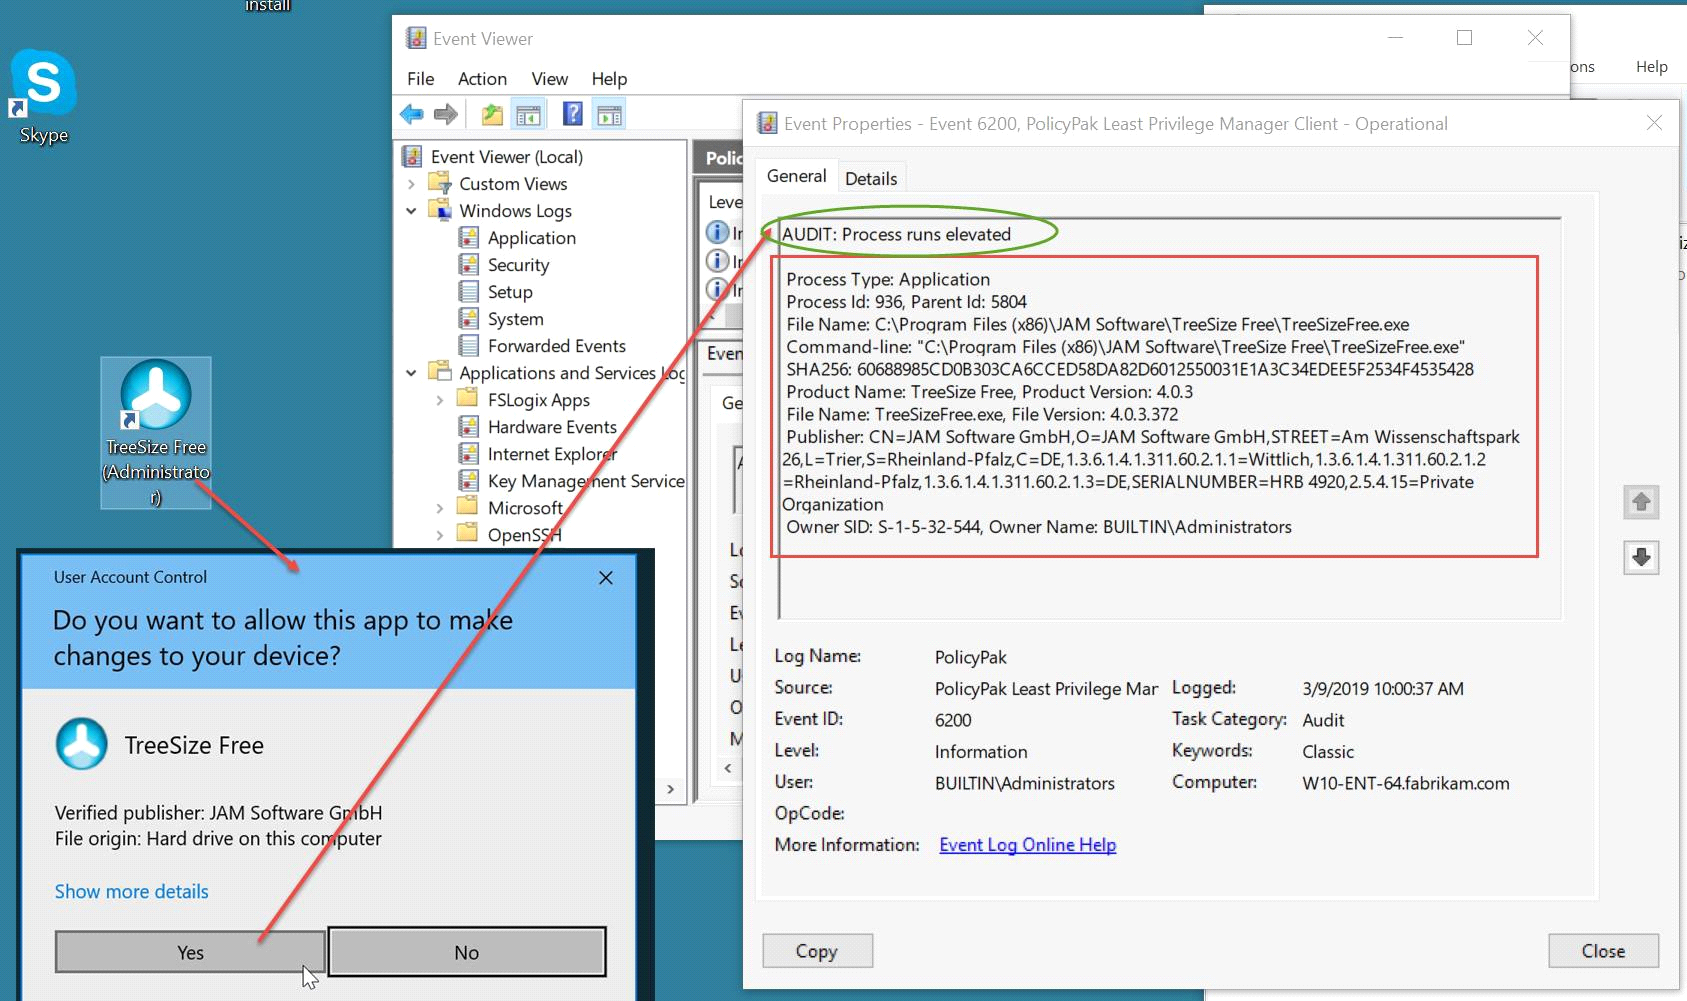 install
Skype
TreeSize Free
(Administrato
r)
Event Viewer
File Action View Help
Event Viewer (Local)
Custom Views
Windows Logs
Application
Security
Setup
System
Forwarded Events
Applications and Services Log
FSLogix Apps
Hardware Events
Internet Explorer
Key Management Service
Microsoft
OpenSSH
Polic
Leve
In
In
In
Even
Ge
A
Lo
So
Ev
Le
U
O
M
ons Help
Event Properties - Event 6200, PolicyPak Least Privilege Manager Client - Operational
General Details
AUDIT: Process runs elevated
Process Type: Application
Process Id: 936, Parent Id: 5804
File Name: C:\Program Files (x86)\JAM Software\TreeSize Free\TreeSizeFree.exe
Command-line: "C:\Program Files (x86)\JAM Software\TreeSize Free\TreeSizeFree.exe"
SHA256: 60688985CD0B303CA6CCED58DA82D6012550031E1A3C34EDEE5F2534F4535428
Product Name: TreeSize Free, Product Version: 4.0.3
File Name: TreeSizeFree.exe, File Version: 4.0.3.372
Publisher: CN=JAM Software GmbH,O=JAM Software GmbH,STREET=Am Wissenschaftspark
26,L=Trier,S=Rheinland-Pfalz,C=DE,1.3.6.1.4.1.311.60.2.1.1=Wittlich,1.3.6.1.4.1.311.60.2.1.2
=Rheinland-Pfalz,1.3.6.1.4.1.311.60.2.1.3=DE,SERIALNUMBER=HRB 4920,2.5.4.15=Private
Organization
Owner SID: S-1-5-32-544, Owner Name: BUILTIN\Administrators
Log Name: PolicyPak
Source: PolicyPak Least Privilege Mar Logged: 3/9/2019 10:00:37 AM
Event ID: 6200 Task Category: Audit
Level: Information Keywords: Classic
User: BUILTIN\Administrators Computer: W10-ENT-64.fabrikam.com
OpCode:
More Information: Event Log Online Help
Copy Close
User Account Control
Do you want to allow this app to make
changes to your device?
TreeSize Free
Verified publisher: JAM Software GmbH
File origin: Hard drive on this computer
Show more details
Yes No